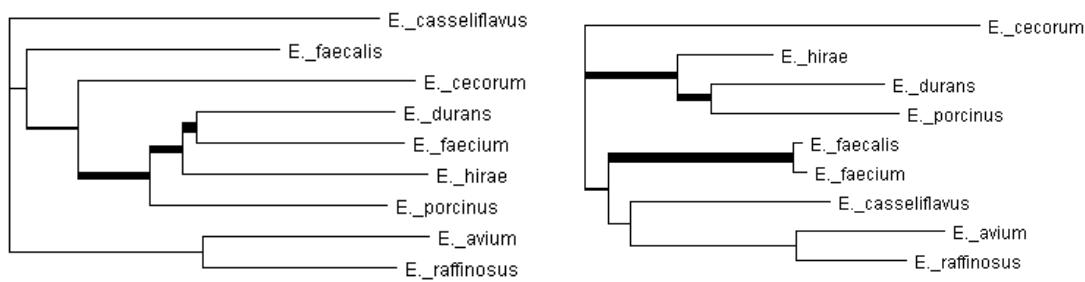 E._casseliflavus
E._faecalis
E._cecorum
E._durans
E._faecium
E._hirae
E._porcinus
E._avium
E._raffinosus
E._cecorum
E._hirae
E._durans
E._porcinus
E._faecalis
E._faecium
E._casseliflavus
E._avium
E._raffinosus